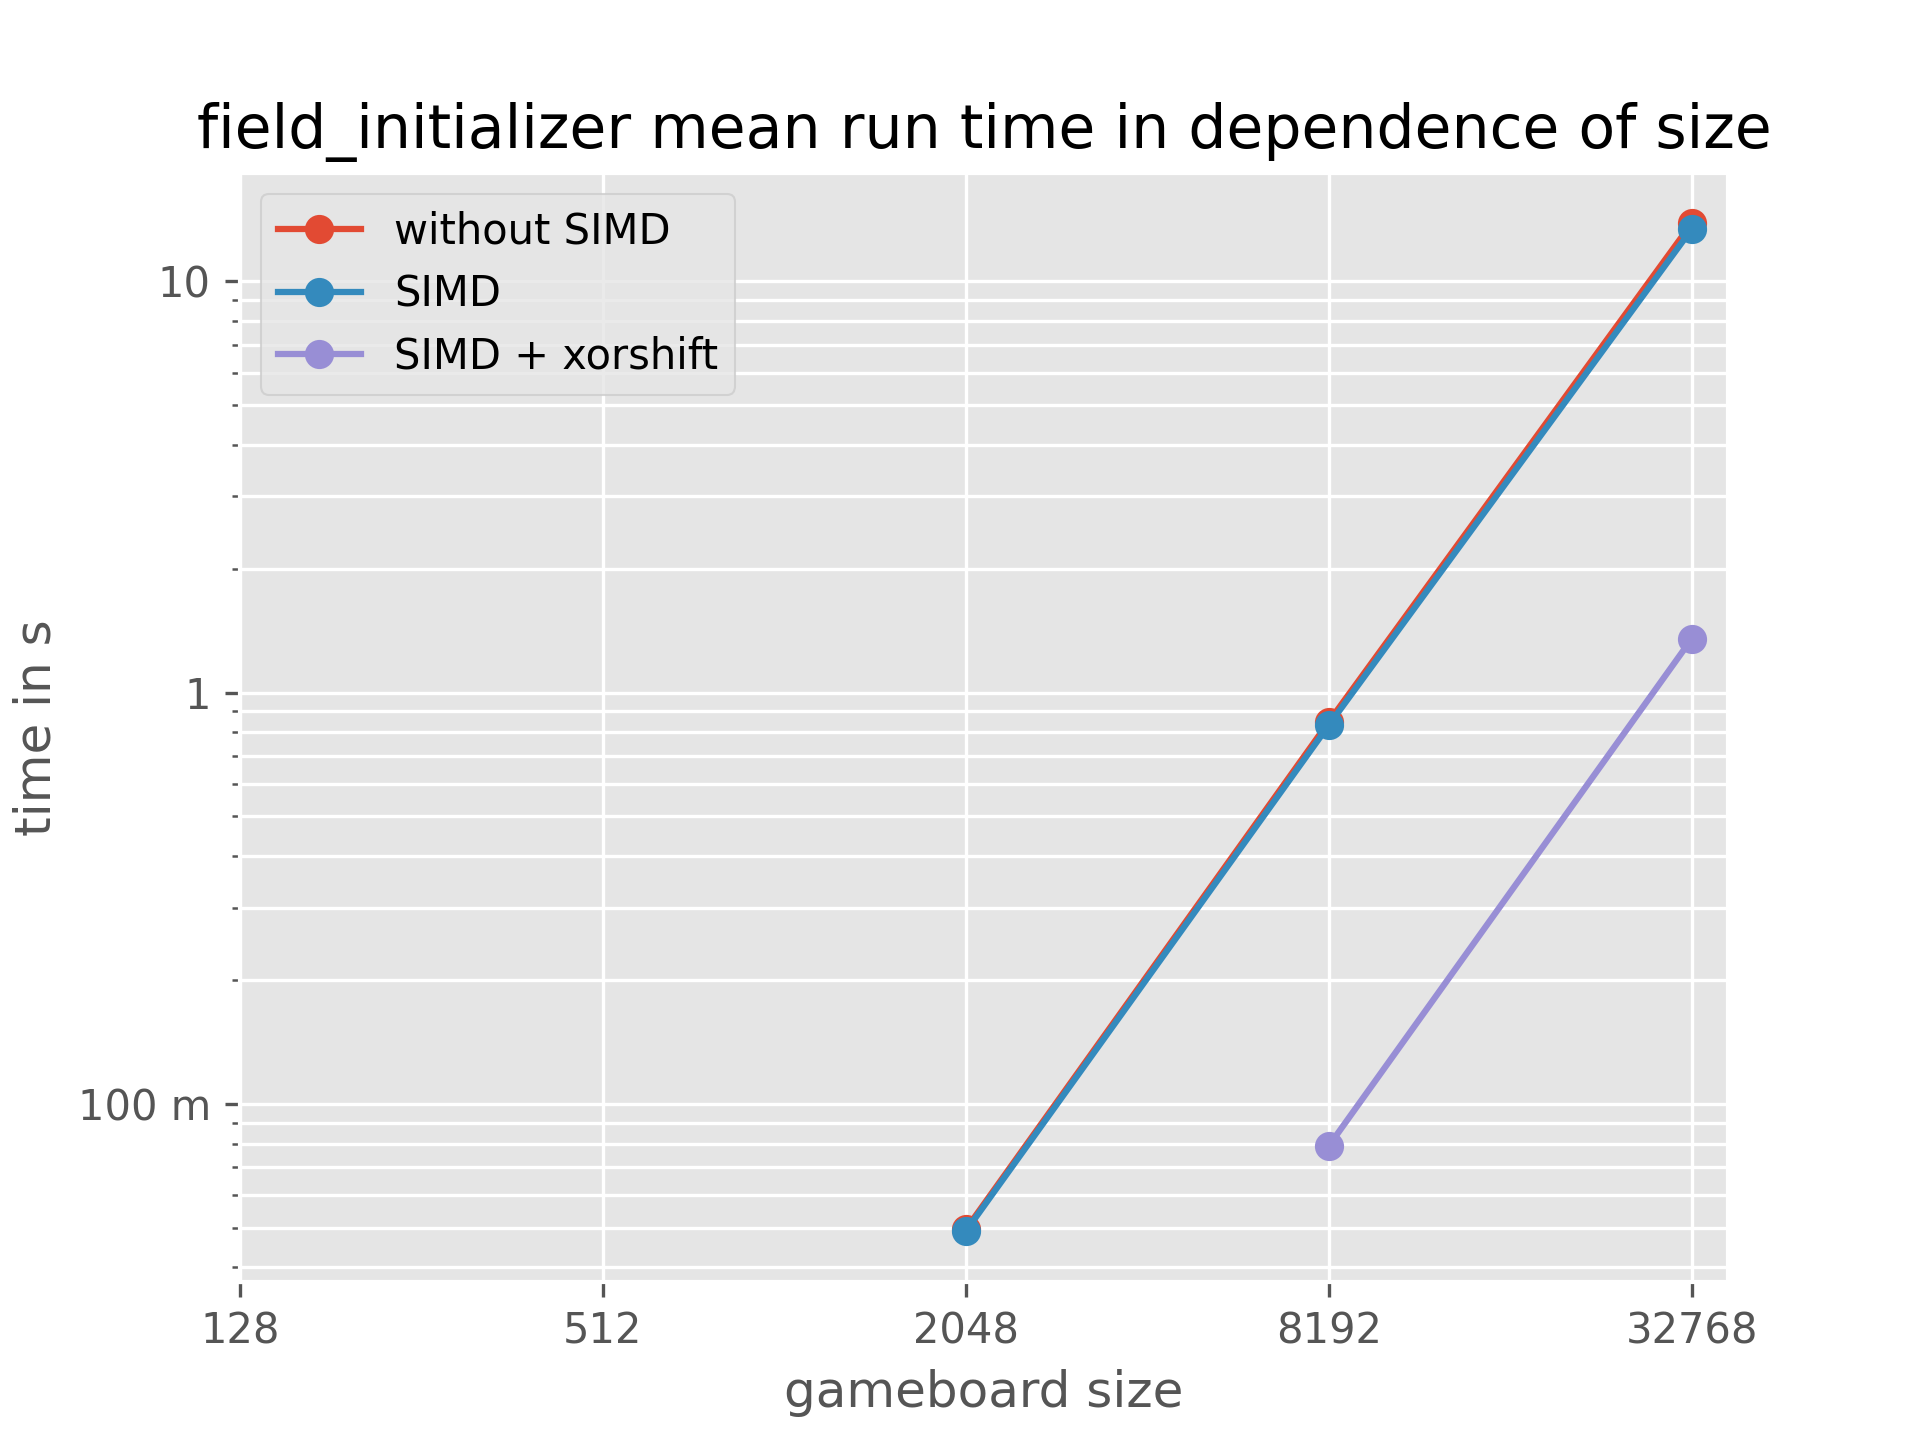 field_initializer mean run time in dependence of size
without SIMD
SIMD
SIMD + xorshift
10
1
100 m
time in s
128 512 2048 8192 32768
gameboard size